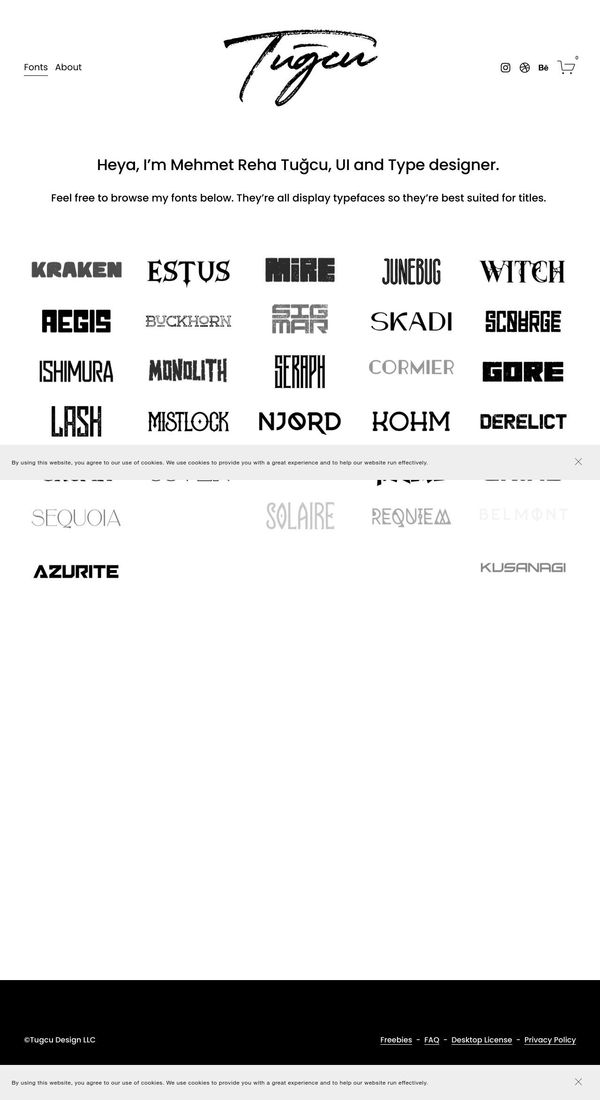 Fonts About
Tuğcu
Bē
0
Heya, I'm Mehmet Reha Tuğcu, UI and Type designer.
Feel free to browse my fonts below. They're all display typefaces so they're best suited for titles.
KRAKEN ESTUS MiRE JUNEBUG WITCH
AEGIS BUCKHORN SIGMAR SKADI SCOURGE
ISHIMURA MONOLITH SERAPH CORMIER GORE
LASH MISTLOCK NJØRD KOHM DERELICT
By using this website, you agree to our use of cookies. We use cookies to provide you with a great experience and to help our website run effectively.
SEQUOIA SOLAIRE REQUIEM BELMONT
AZURITE KUSANAGI
©Tugcu Design LLC
Freebies - FAQ - Desktop License - Privacy Policy
By using this website, you agree to our use of cookies. We use cookies to provide you with a great experience and to help our website run effectively.